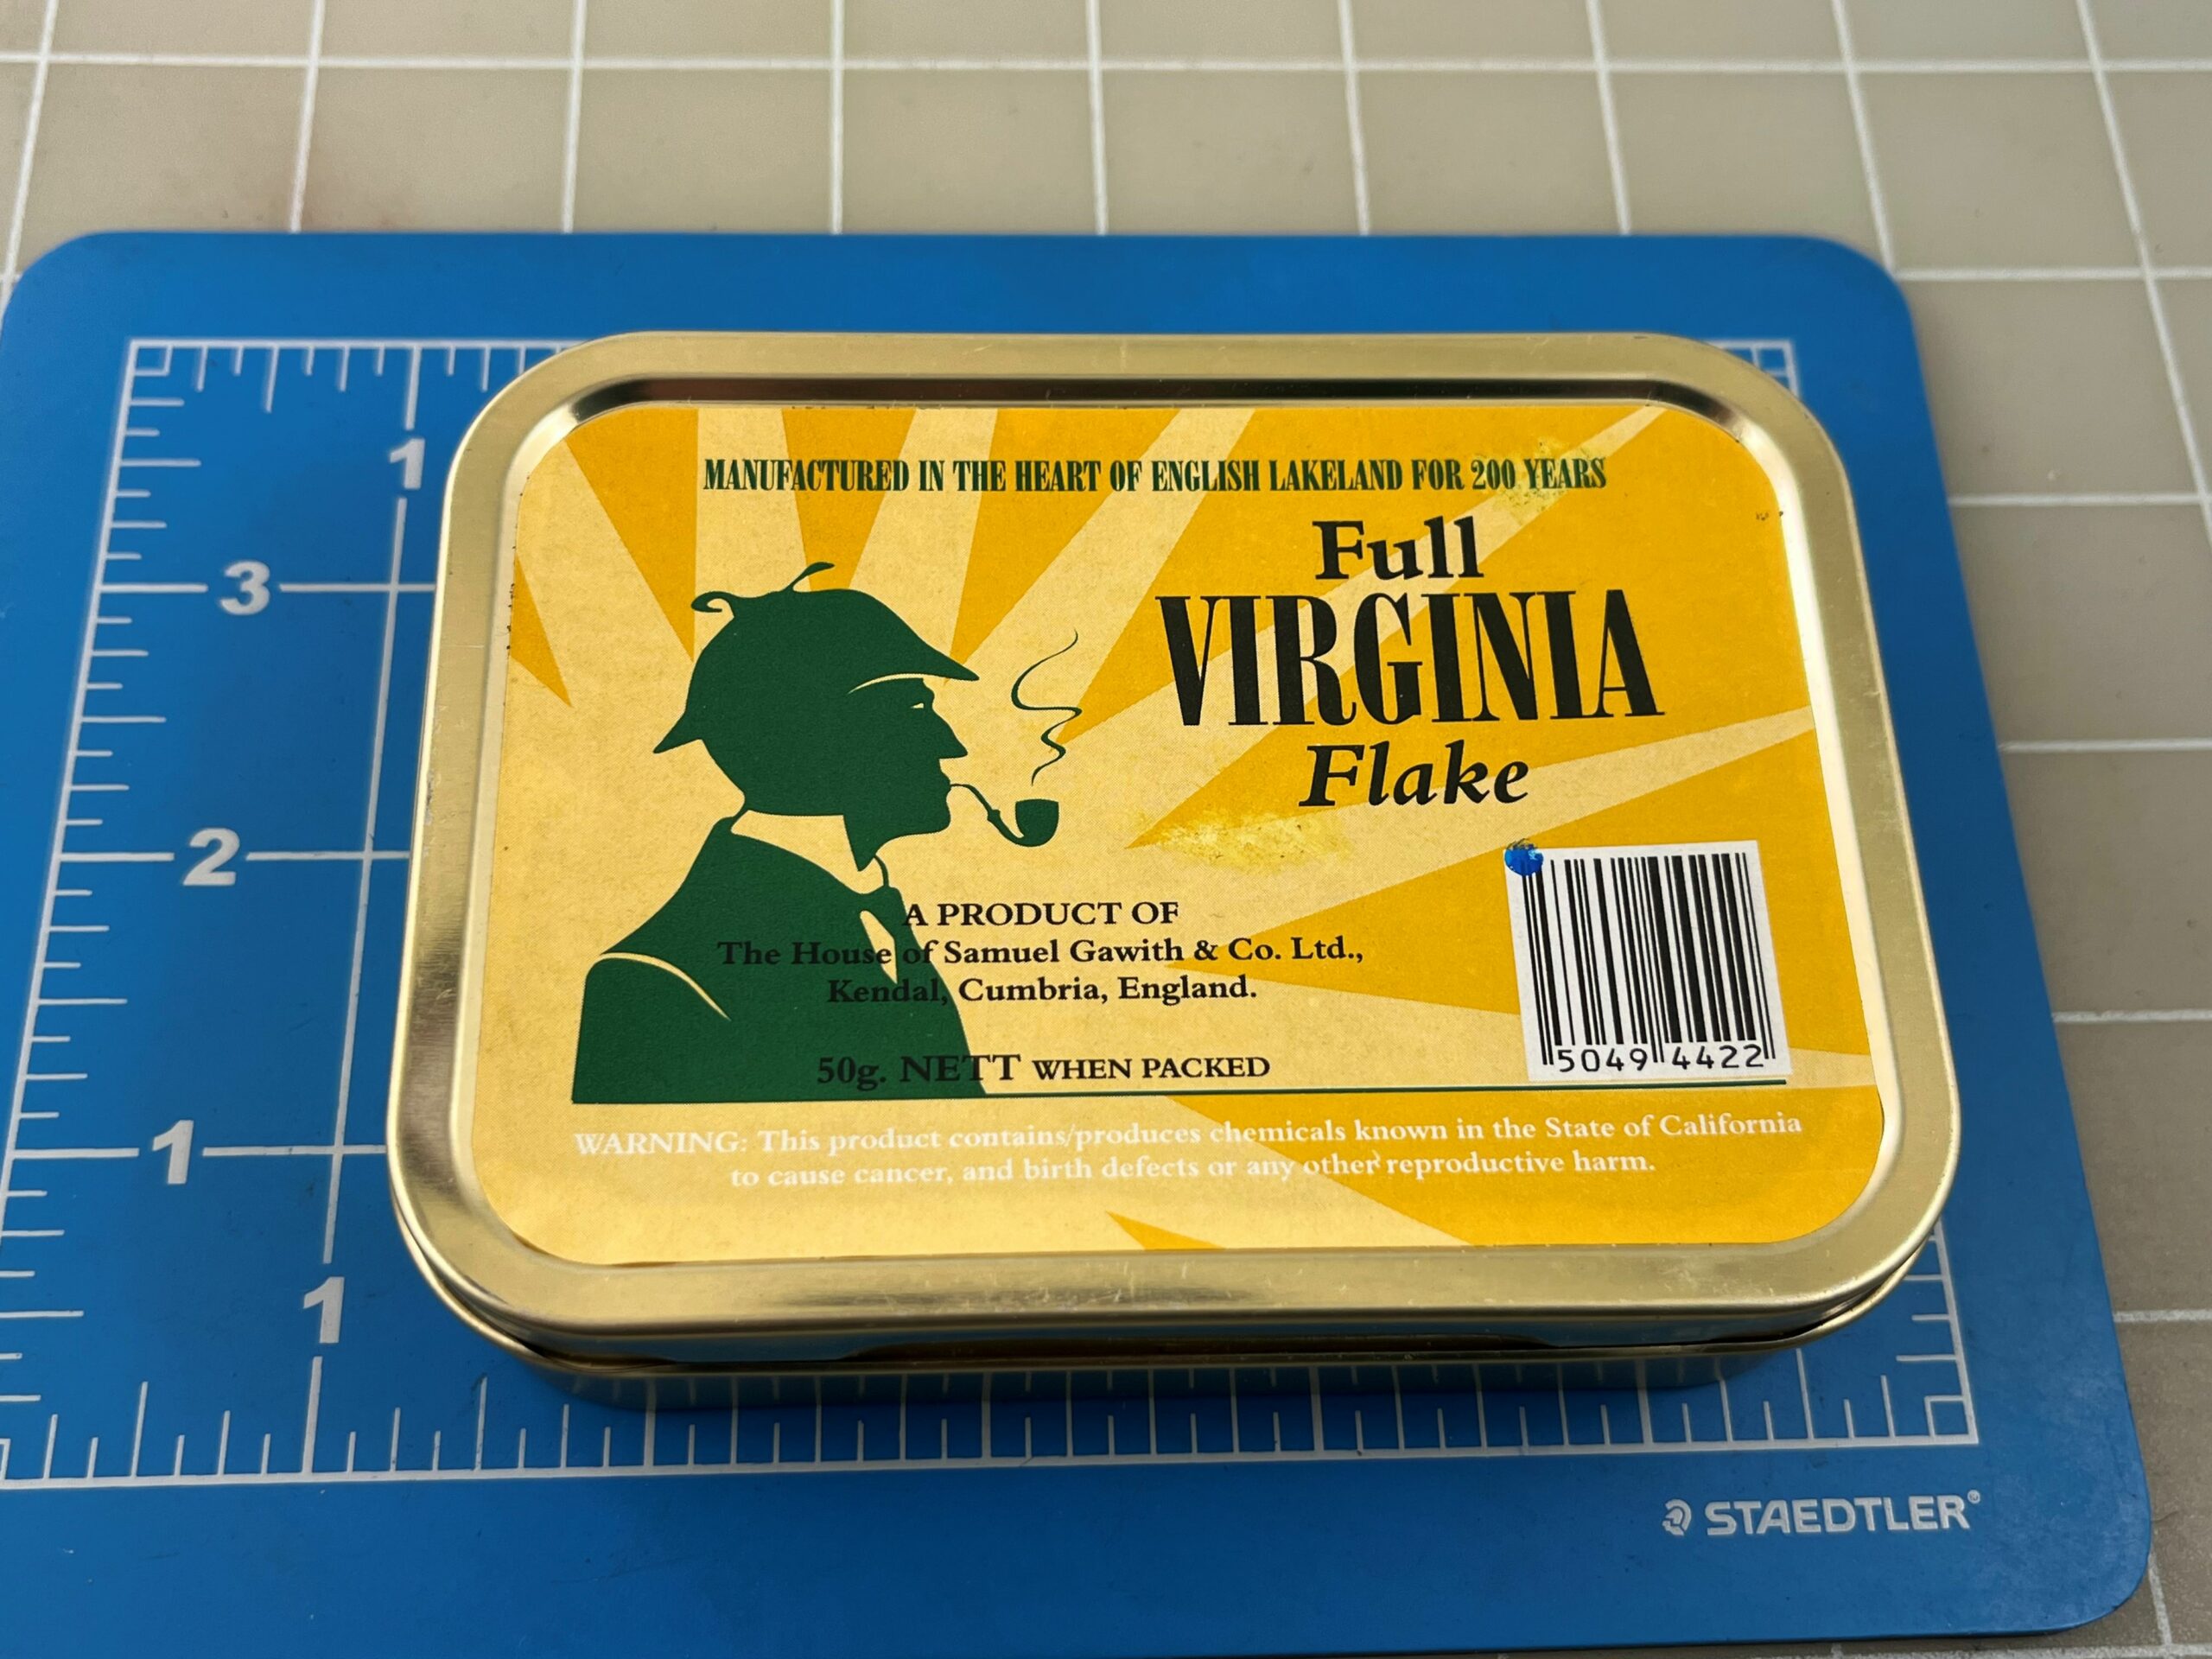 MANUFACTURED IN THE HEART OF ENGLISH LAKELAND FOR 200 YEARS
Full
VIRGINIA
Flake
A PRODUCT OF
The House of Samuel Gawith & Co. Ltd.,
Kendal, Cumbria, England.
50g. NETT WHEN PACKED
5049 4422
WARNING: This product contains/produces chemicals known in the State of California
to cause cancer, and birth defects or any other reproductive harm.
1
3
2
1
1
STAEDTLER®